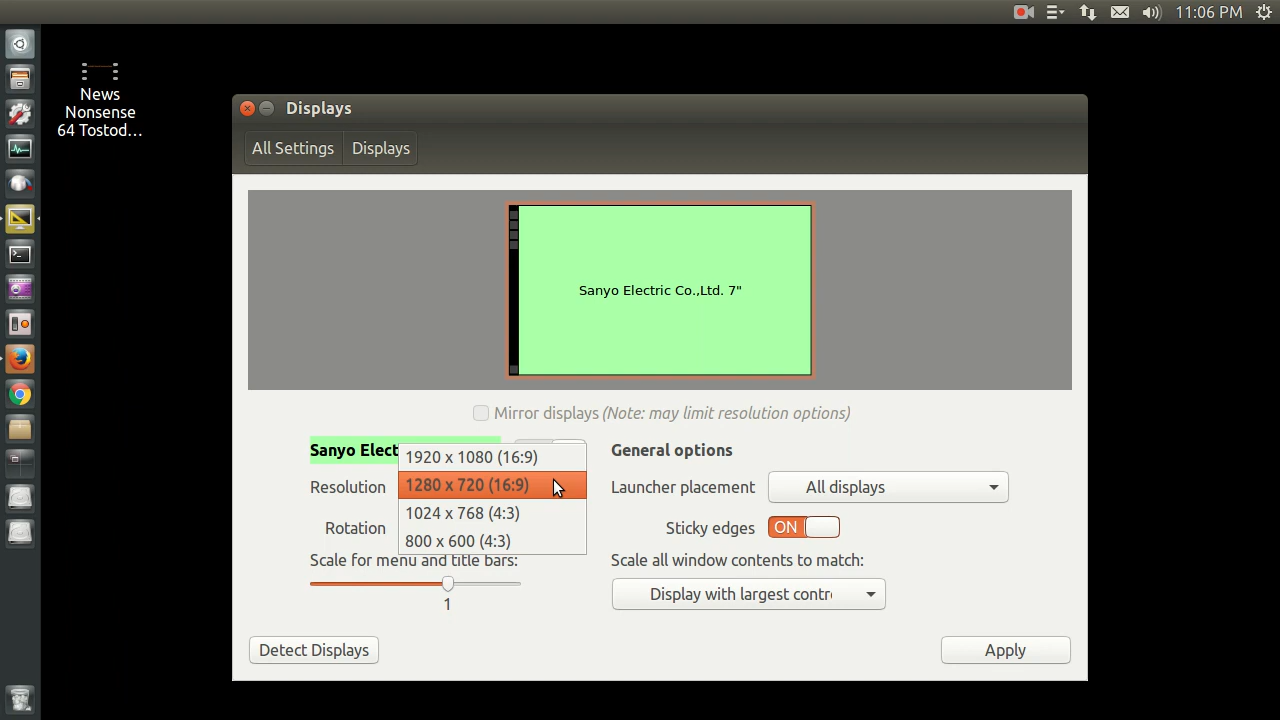 11:06 PM
News
Nonsense
64 Tostod...
Displays
All Settings
Displays
Sanyo Electric Co.,Ltd. 7"
Mirror displays (Note: may limit resolution options)
Sanyo Elect
1920 x 1080 (16:9)
Resolution
1280 x 720 (16:9)
1024 x 768 (4:3)
Rotation
800 x 600 (4:3)
Scale for menu and title bars:
1
General options
Launcher placement
All displays
Sticky edges
ON
Scale all window contents to match:
Display with largest contr
Detect Displays
Apply